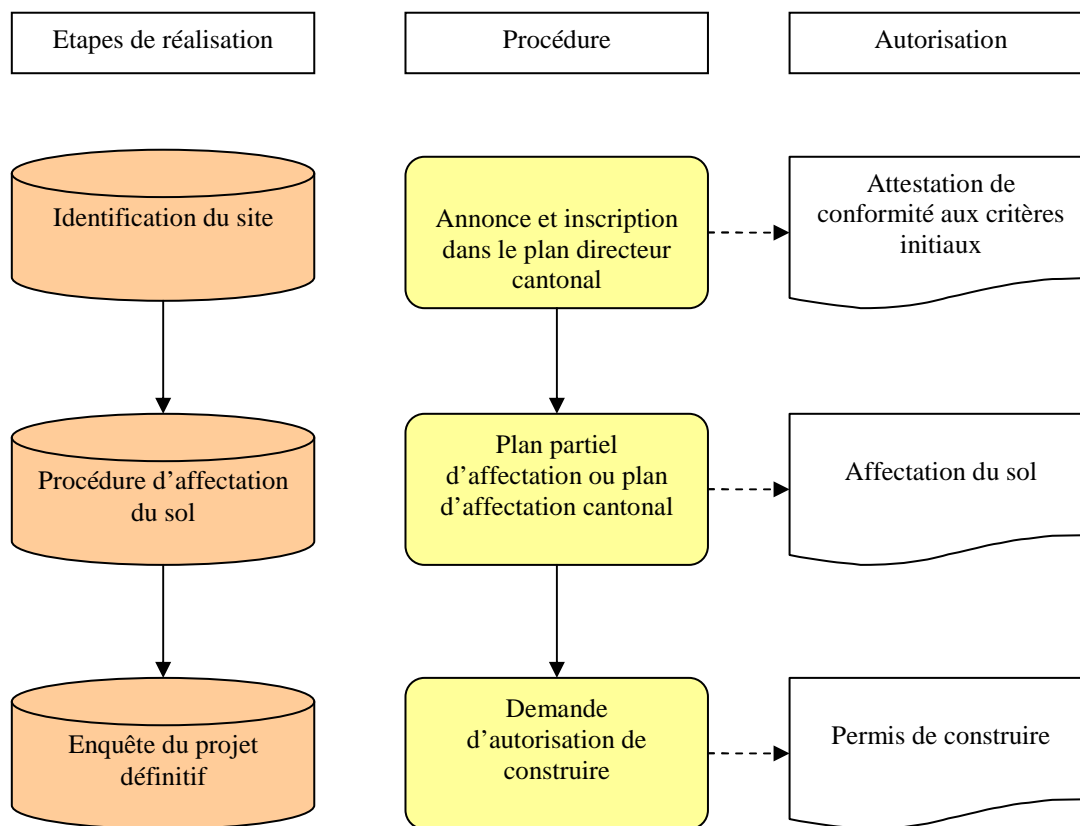 Etapes de réalisation
Procédure
Autorisation
Identification du site
Annonce et inscription
dans le plan directeur
cantonal
Attestation de
conformité aux critères
initiaux
Procédure d’affectation
du sol
Plan partiel
d’affectation ou plan
d’affectation cantonal
Affectation du sol
Enquête du projet
définitif
Demande
d’autorisation de
construire
Permis de construire